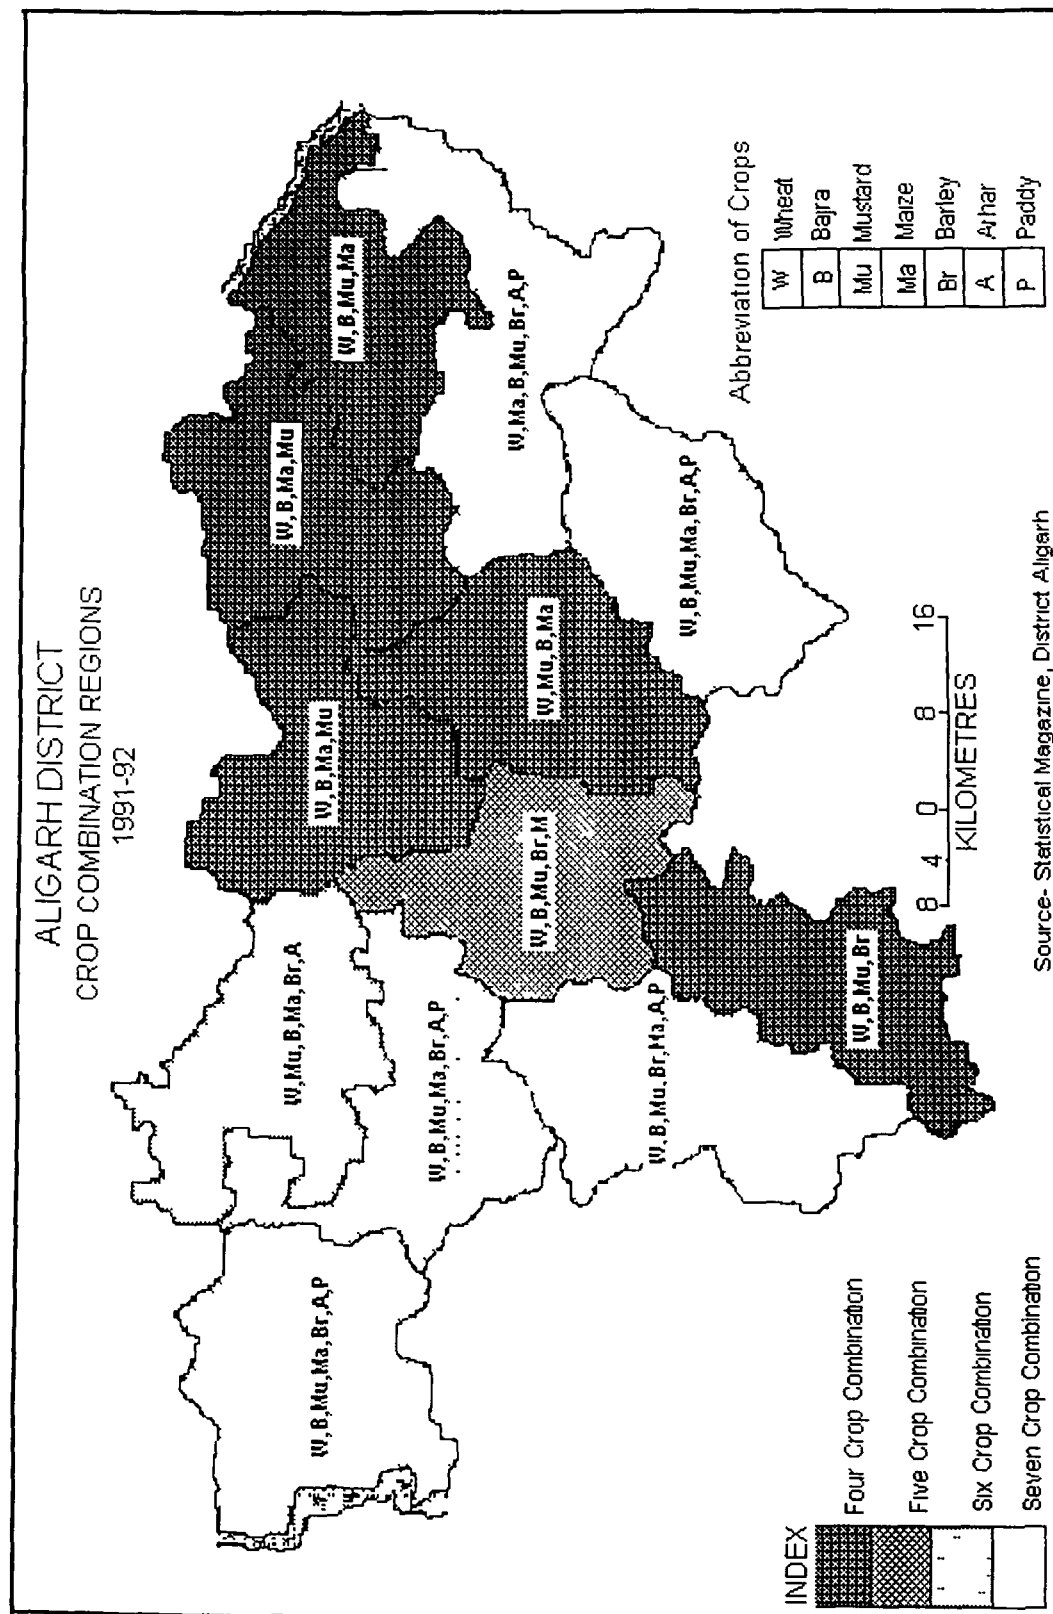 ALIGARH DISTRICT
CROP COMBINATION REGIONS
1991-92
W,B,Mu,Ma
W,B,Ma,Mu
W,B,Ma,Mu
W,Mu,B,Ma,Br,A
W,B,Mu,Ma,Br,A,P
W,B,Mu,Ma,Br,A,P
W,Ma,B,Mu,Br,A,P
W,Mu,B,Ma
W,B,Mu,Br,M
W,B,Mu,Br,Ma,A,P
W,B,Mu,Ma,Br,A,P
W,B,Mu,Br
Abbreviation of Crops
W Wheat
B Bajra
Mu Mustard
Ma Maize
Br Barley
A Arhar
P Paddy
INDEX
Four Crop Combination
Five Crop Combination
Six Crop Combination
Seven Crop Combination
8 4 0 8 16
KILOMETRES
Source- Statistical Magazine, District Aligarh